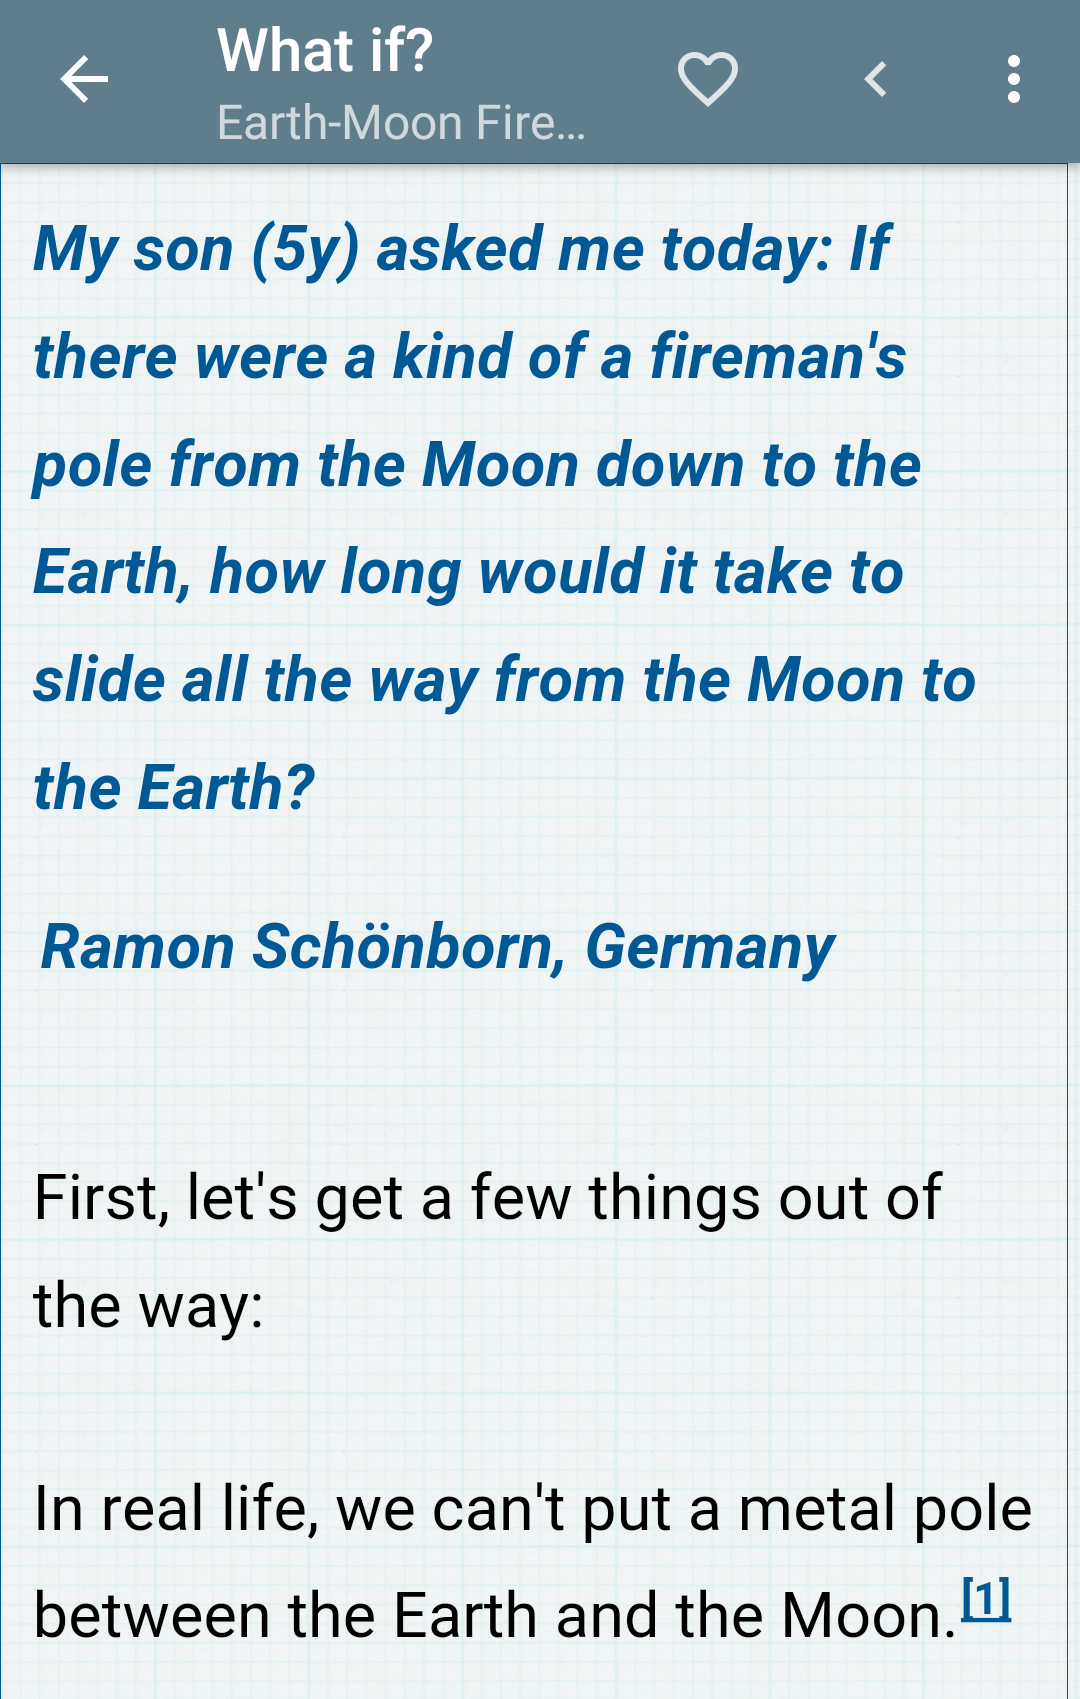 What if?
Earth-Moon Fire...
My son (5y) asked me today: If
there were a kind of a fireman's
pole from the Moon down to the
Earth, how long would it take to
slide all the way from the Moon to
the Earth?
Ramon Schönborn, Germany
First, let's get a few things out of
the way:
In real life, we can't put a metal pole
between the Earth and the Moon.[1]